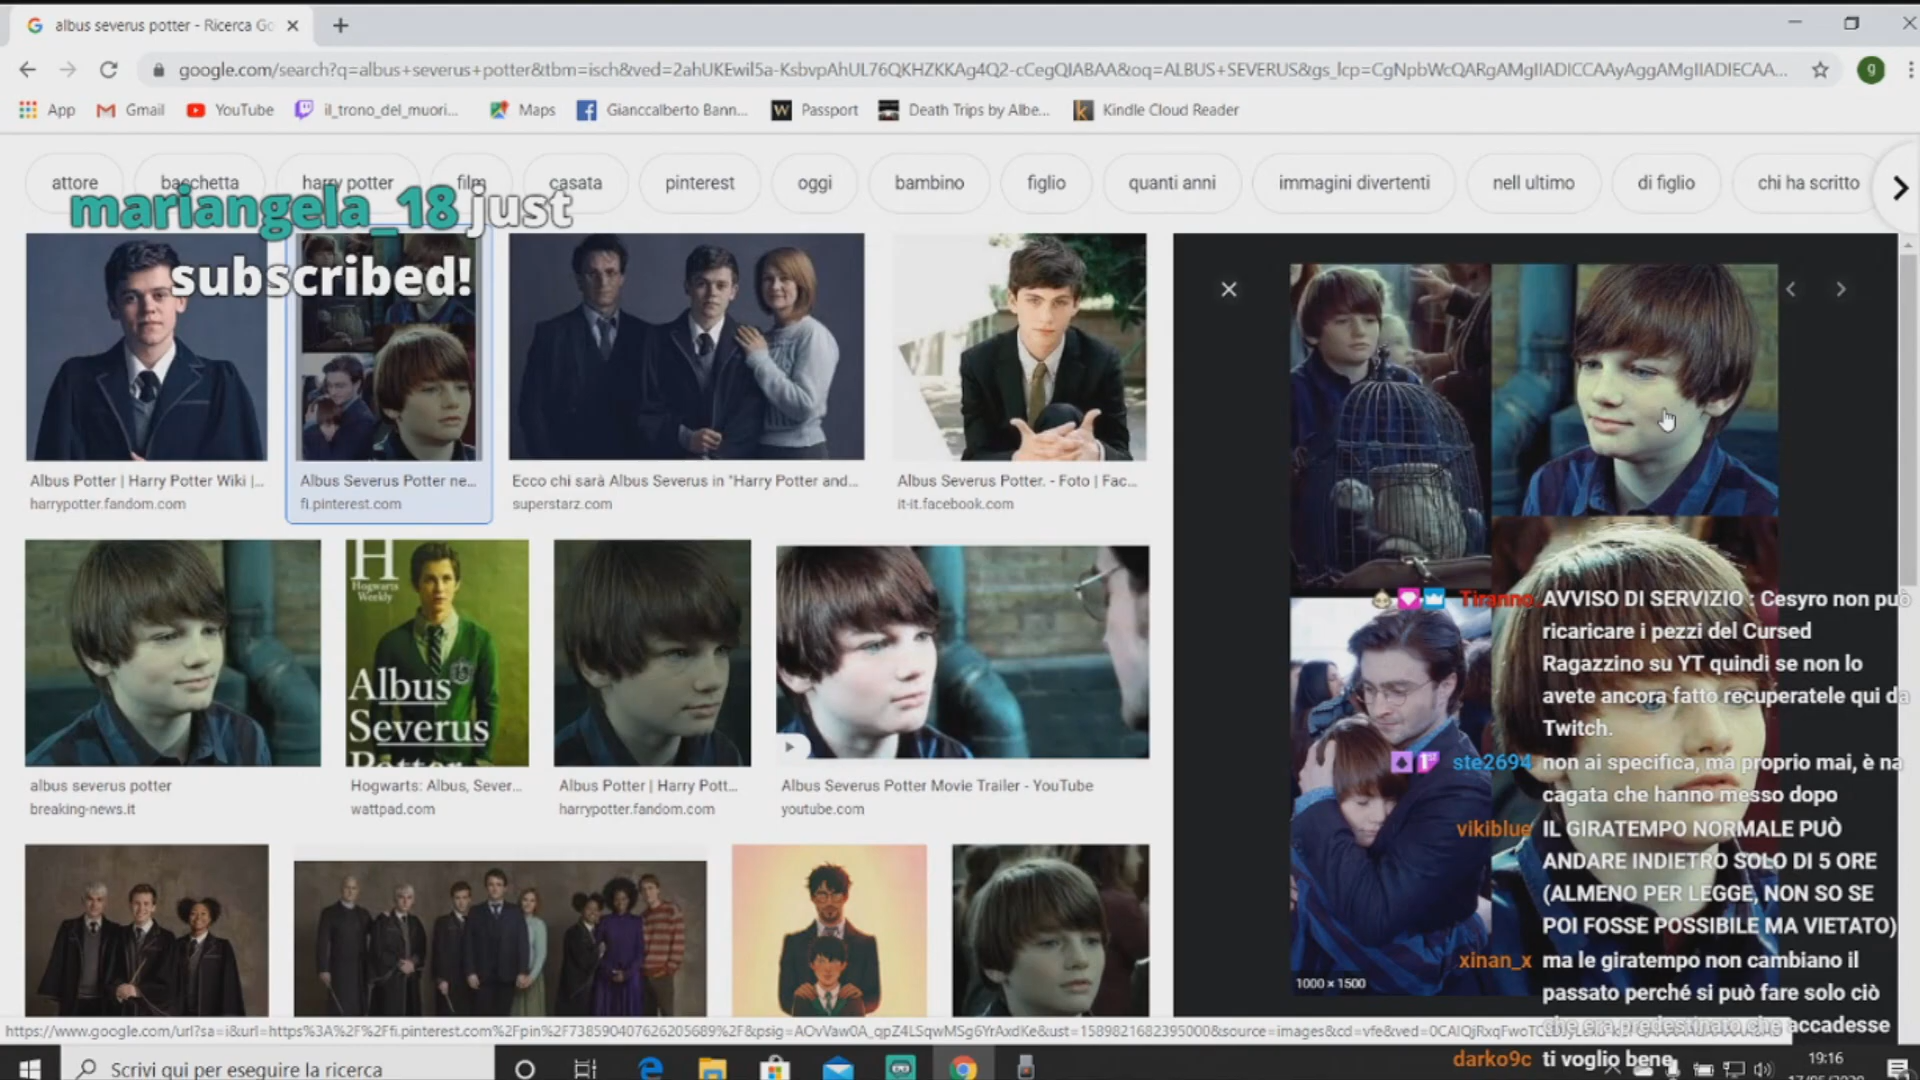 albus severus potter - Ricerca Go
google.com/search?q=albus+severus+potter&tbm=isch&ved=2ahUKEwil5a-KsbvpAhUL76QKHZKKAg4Q2-cCegQIABAA&oq=ALBUS+SEVERUS&gs_lcp=CgNpbWcQARgAMgIIADICCAAyAggAMgIIADIECAA...
g
App
Gmail
YouTube
il_trono_del_muori...
Maps
Gianccalberto Bann...
W
Passport
Death Trips by Albe...
k
Kindle Cloud Reader
attore
bacchetta
harry potter
film
casata
pinterest
oggi
bambino
figlio
quanti anni
immagini divertenti
nell ultimo
di figlio
chi ha scritto
mariangela_18 just
subscribed!
Albus Potter | Harry Potter Wiki |...
harrypotter.fandom.com
Albus Severus Potter ne...
fi.pinterest.com
Ecco chi sarà Albus Severus in "Harry Potter and...
superstarz.com
Albus Severus Potter. - Foto | Fac...
it-it.facebook.com
H
Hogwarts
Weekly
Albus
Severus
Potter
albus severus potter
breaking-news.it
Hogwarts: Albus, Sever...
wattpad.com
Albus Potter | Harry Pott...
harrypotter.fandom.com
Albus Severus Potter Movie Trailer - YouTube
youtube.com
1000 × 1500
Tiranno AVVISO DI SERVIZIO : Cesyro non può
ricaricare i pezzi del Cursed
Ragazzino su YT quindi se non lo
avete ancora fatto recuperatele qui da
Twitch.
1st ste2694 non ai specifica, ma proprio mai, è na
cagata che hanno messo dopo
vikiblue IL GIRATEMPO NORMALE PUÒ
ANDARE INDIETRO SOLO DI 5 ORE
(ALMENO PER LEGGE, NON SO SE
POI FOSSE POSSIBILE MA VIETATO)
xinan_x ma le giratempo non cambiano il
passato perché si può fare solo ciò
che era predestinato che accadesse
darko9c ti voglio bene
Scrivi qui per eseguire la ricerca
19:16